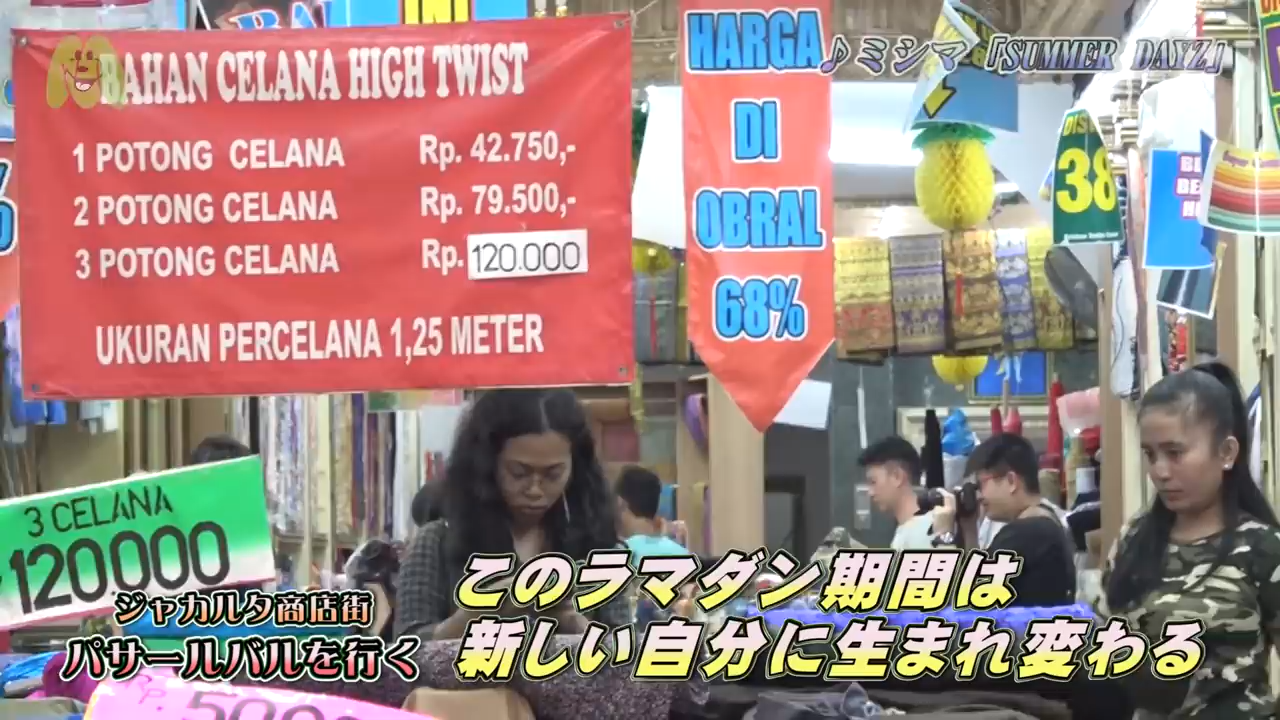 BAHAN CELANA HIGH TWIST
1 POTONG CELANA Rp. 42.750,-
2 POTONG CELANA Rp. 79.500,-
3 POTONG CELANA Rp. 120.000
UKURAN PERCELANA 1,25 METER
HARGA
DI
OBRAL
68%
♪ミシマ『SUMMER DAYZ』
38
3 CELANA
120.000
ジャカルタ商店街
パサールバルを行く
このラマダン期間は
新しい自分に生まれ変わる